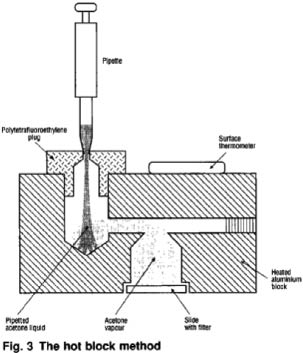 Pipette
Polytetrafluoroethylene
plug
Surface
thermometer
Heated
aluminium
block
Pipetted
acetone liquid
Acetone
vapour
Slide
with filter
Fig. 3 The hot block method